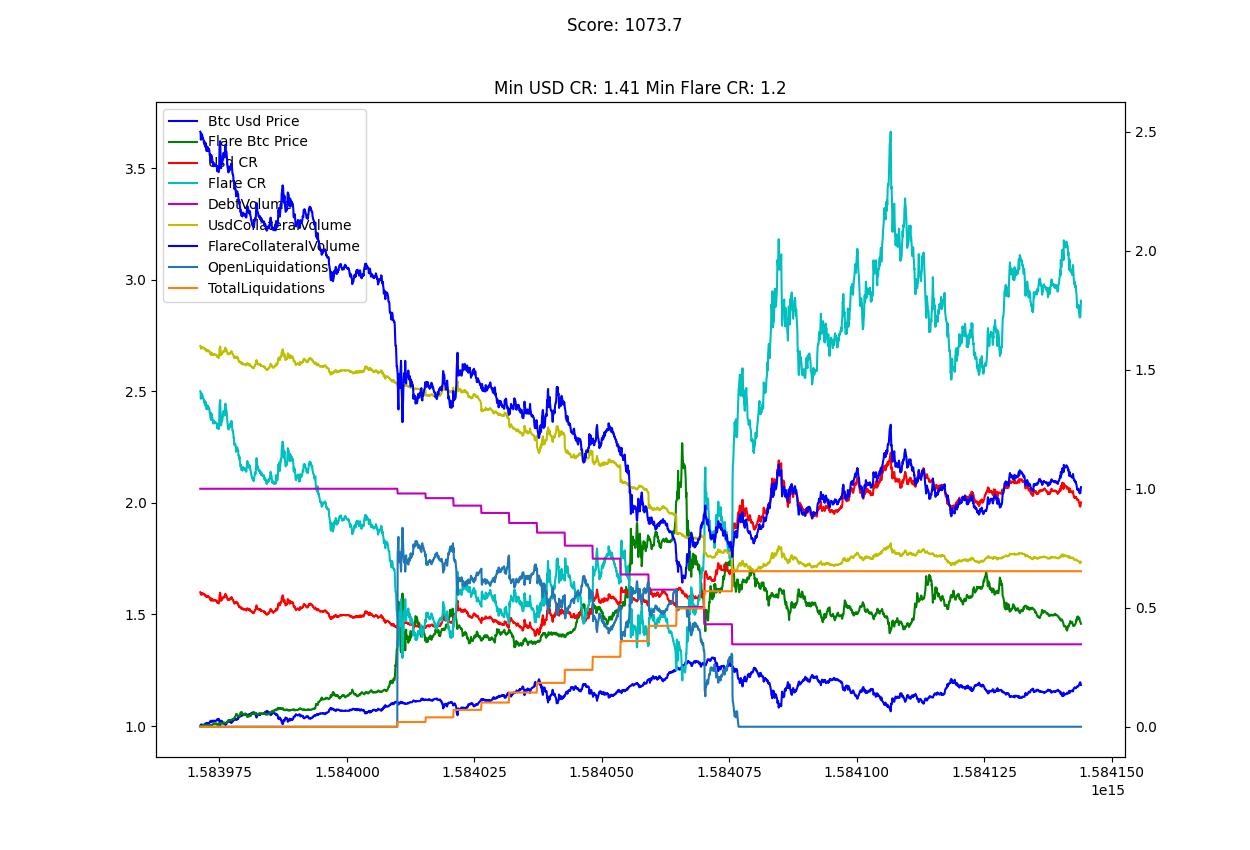 Score: 1073.7
Min USD CR: 1.41 Min Flare CR: 1.2
Btc Usd Price
Flare Btc Price
Usd CR
Flare CR
DebtVolume
UsdCollateralVolume
FlareCollateralVolume
OpenLiquidations
TotalLiquidations
3.5
3.0
2.5
2.0
1.5
1.0
2.5
2.0
1.5
1.0
0.5
0.0
1.583975 1.584000 1.584025 1.584050 1.584075 1.584100 1.584125 1.584150
1e15